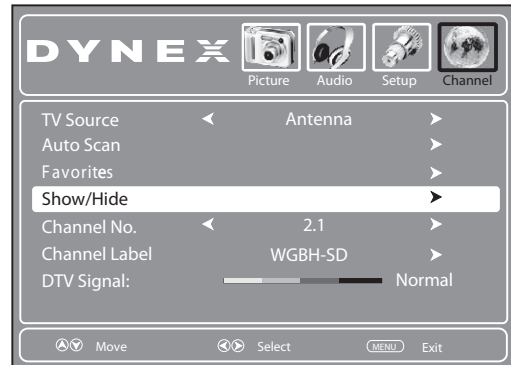 DYNEX
Picture Audio Setup Channel
TV Source Antenna
Auto Scan
Favorites
Show/Hide
Channel No. 2.1
Channel Label WGBH-SD
DTV Signal: Normal
Move Select MENU Exit